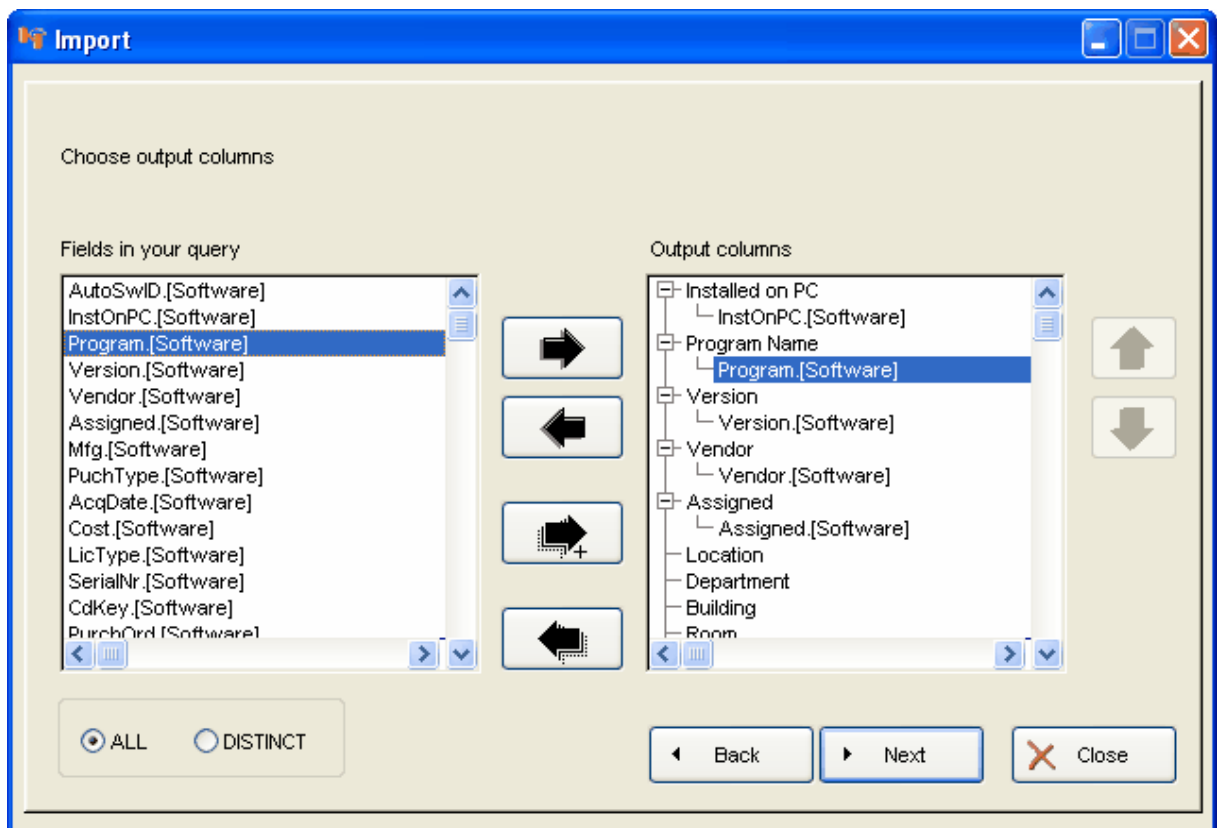 Import
Choose output columns
Fields in your query
AutoSwID.[Software]
InstOnPC.[Software]
Program.[Software]
Version.[Software]
Vendor.[Software]
Assigned.[Software]
Mfg.[Software]
PuchType.[Software]
AcqDate.[Software]
Cost.[Software]
LicType.[Software]
SerialNr.[Software]
CdKey.[Software]
PurchOrd.[Software]
Output columns
Installed on PC
InstOnPC.[Software]
Program Name
Program.[Software]
Version
Version.[Software]
Vendor
Vendor.[Software]
Assigned
Assigned.[Software]
Location
Department
Building
Room
ALL
DISTINCT
Back
Next
Close